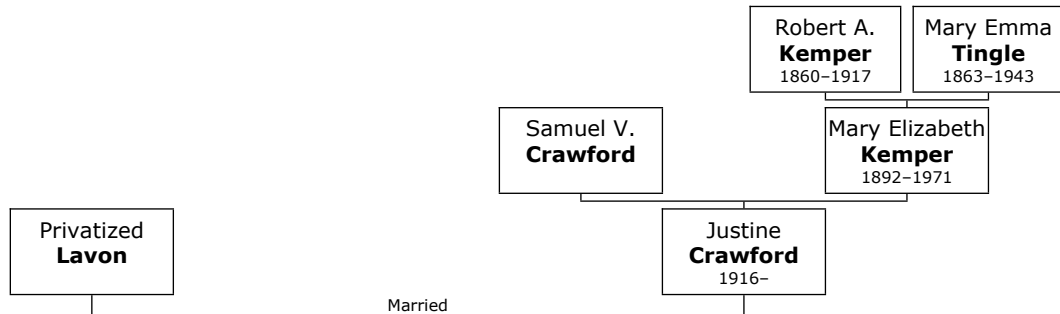 Robert A.
Kemper
1860–1917
Mary Emma
Tingle
1863–1943
Samuel V.
Crawford
Mary Elizabeth
Kemper
1892–1971
Privatized
Lavon
Justine
Crawford
1916–
Married